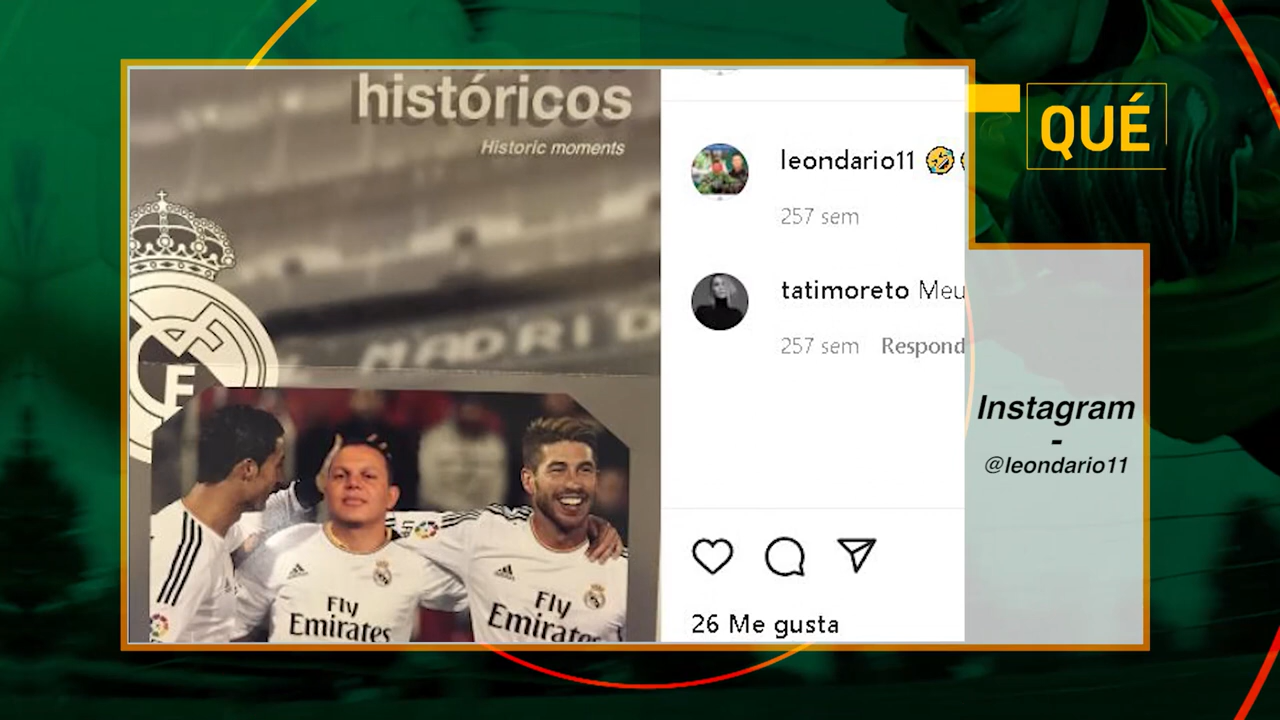 históricos
Historic moments
MADRID
leondario11
257 sem
tatimoreto Meu
257 sem Respond
26 Me gusta
Fly
Emirates
Fly
Emirates
QUÉ
Instagram
-
@leondario11